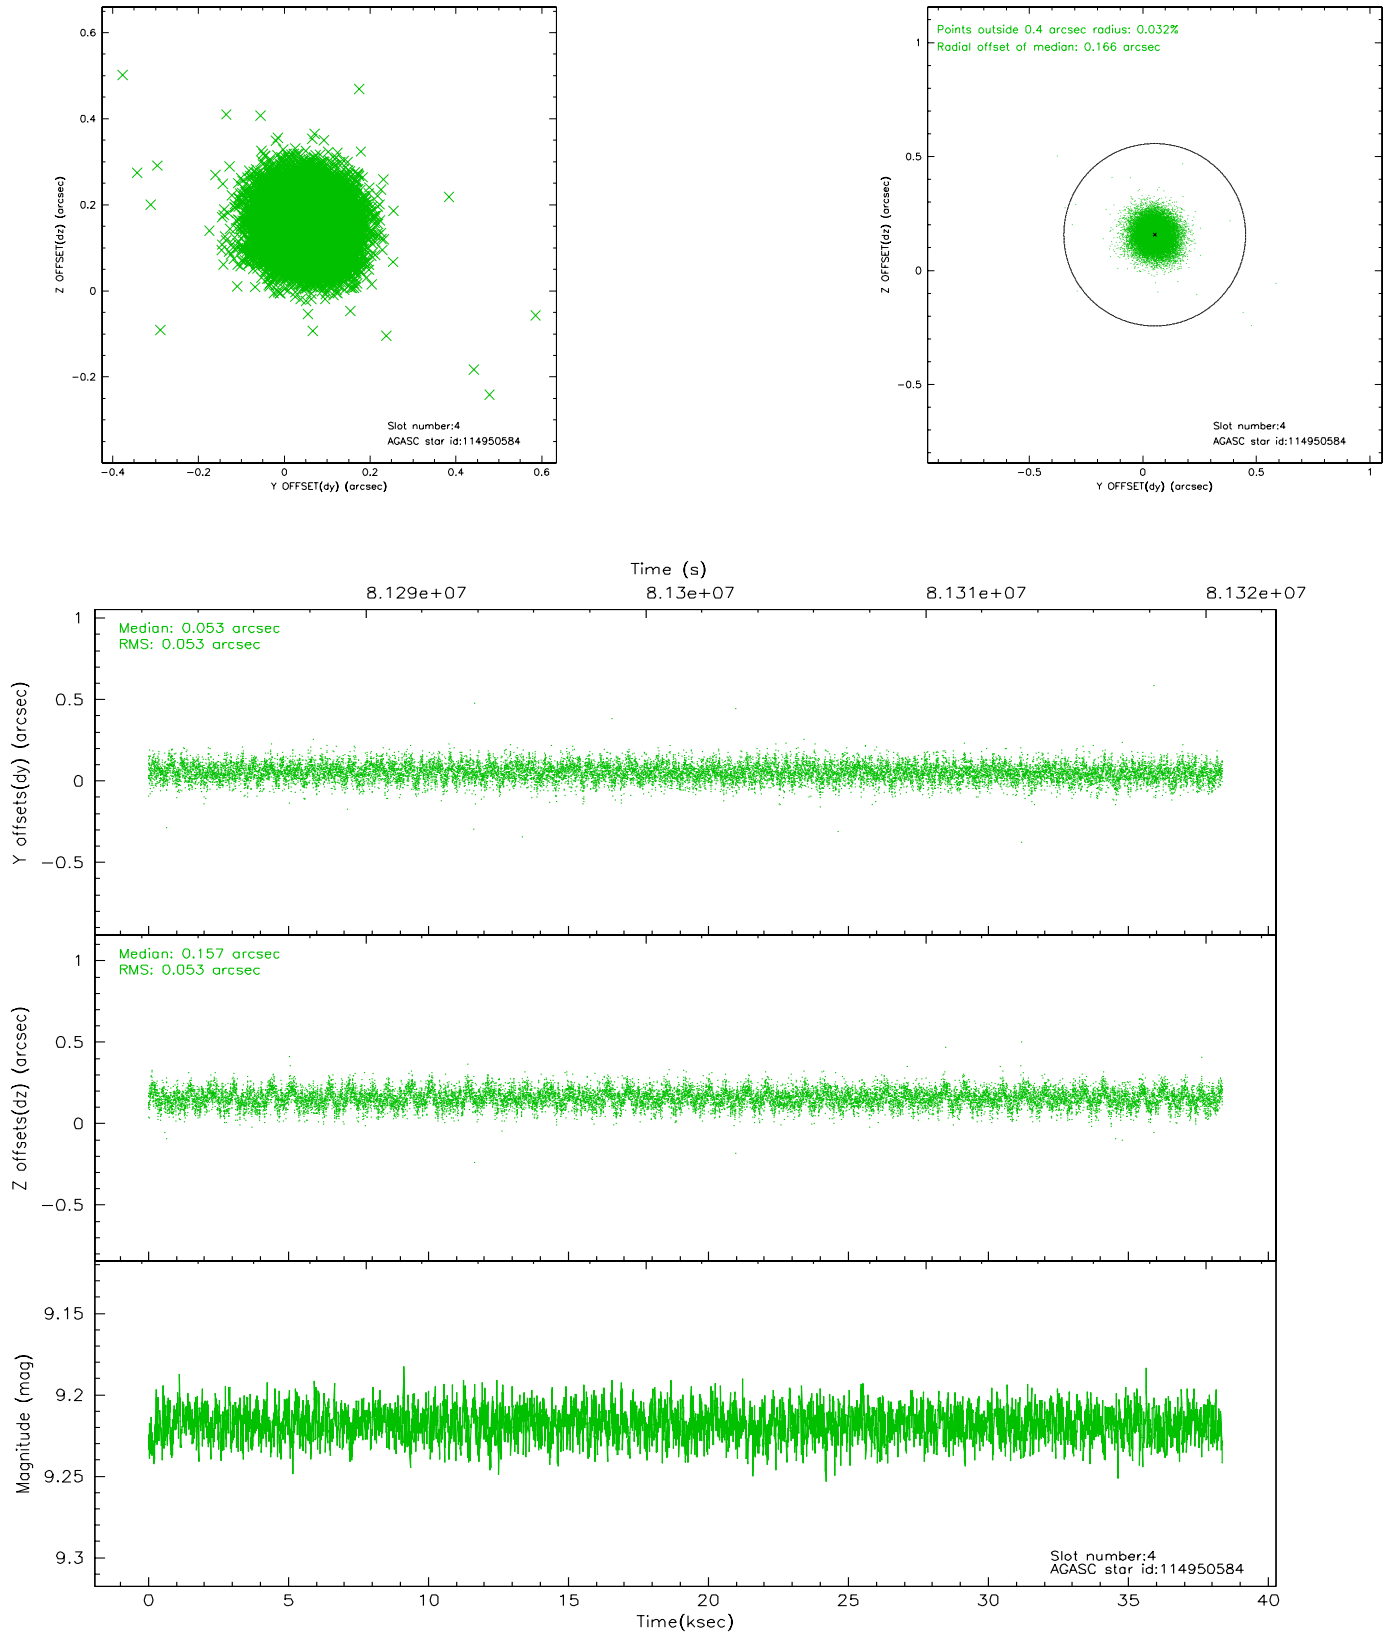 0.6
0.4
0.2
0
−0.2
−0.4
−0.2
0
0.2
0.4
0.6
Z OFFSET(dz) (arcsec)
Y OFFSET(dy) (arcsec)
Slot number:4
AGASC star id:114950584
Points outside 0.4 arcsec radius: 0.032%
Radial offset of median: 0.166 arcsec
1
0.5
0
−0.5
−0.5
0
0.5
1
Z OFFSET(dz) (arcsec)
Y OFFSET(dy) (arcsec)
Slot number:4
AGASC star id:114950584
Time (s)
8.129e+07
8.13e+07
8.131e+07
8.132e+07
Median: 0.053 arcsec
RMS: 0.053 arcsec
1
0.5
0
−0.5
Y offsets(dy) (arcsec)
Median: 0.157 arcsec
RMS: 0.053 arcsec
1
0.5
0
−0.5
Z offsets(dz) (arcsec)
9.15
9.2
9.25
9.3
Magnitude (mag)
Slot number:4
AGASC star id:114950584
0
5
10
15
20
25
30
35
40
Time(ksec)